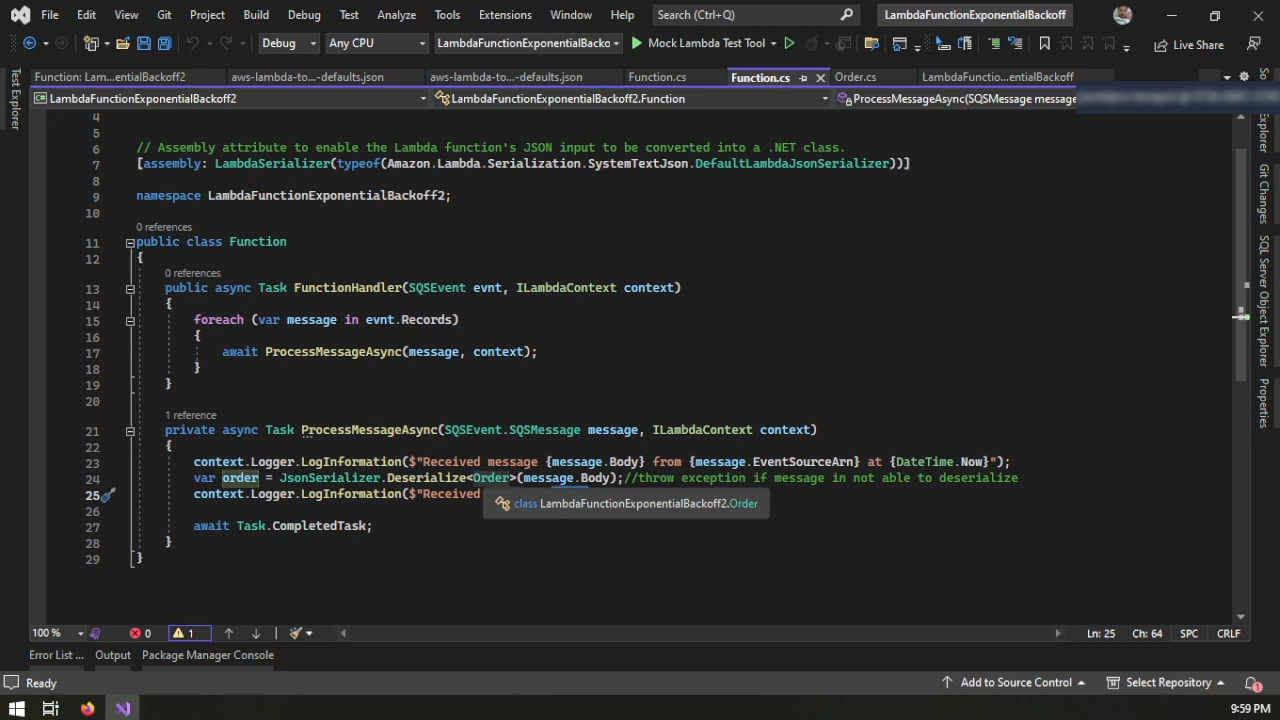 File Edit View Git Project Build Debug Test Analyze Tools Extensions Window Help Search (Ctrl+Q) LambdaFunctionExponentialBackoff
Debug Any CPU LambdaFunctionExponentialBacko Mock Lambda Test Tool Live Share
Function: Lam...entialBackoff2 aws-lambda-to...-defaults.json aws-lambda-to...-defaults.json Function.cs Function.cs Order.cs LambdaFunctio...entialBackoff
LambdaFunctionExponentialBackoff2 LambdaFunctionExponentialBackoff2.Function ProcessMessageAsync(SQSMessage message
Test Explorer
4
5
6 // Assembly attribute to enable the Lambda function's JSON input to be converted into a .NET class.
7 [assembly: LambdaSerializer(typeof(Amazon.Lambda.Serialization.SystemTextJson.DefaultLambdaJsonSerializer))]
8
9 namespace LambdaFunctionExponentialBackoff2;
10
0 references
11 public class Function
12 {
0 references
13 public async Task FunctionHandler(SQSEvent evnt, ILambdaContext context)
14 {
15 foreach (var message in evnt.Records)
16 {
17 await ProcessMessageAsync(message, context);
18 }
19 }
20
1 reference
21 private async Task ProcessMessageAsync(SQSEvent.SQSMessage message, ILambdaContext context)
22 {
23 context.Logger.LogInformation($"Received message {message.Body} from {message.EventSourceArn} at {DateTime.Now}");
24 var order = JsonSerializer.Deserialize<Order>(message.Body);//throw exception if message in not able to deserialize
25 context.Logger.LogInformation($"Received
class LambdaFunctionExponentialBackoff2.Order
26
27 await Task.CompletedTask;
28 }
29 }
Explorer
Git Changes
SQL Server Object Explorer
Properties
100 % 0 1 Ln: 25 Ch: 64 SPC CRLF
Error List ... Output Package Manager Console
Ready Add to Source Control Select Repository 1
9:59 PM